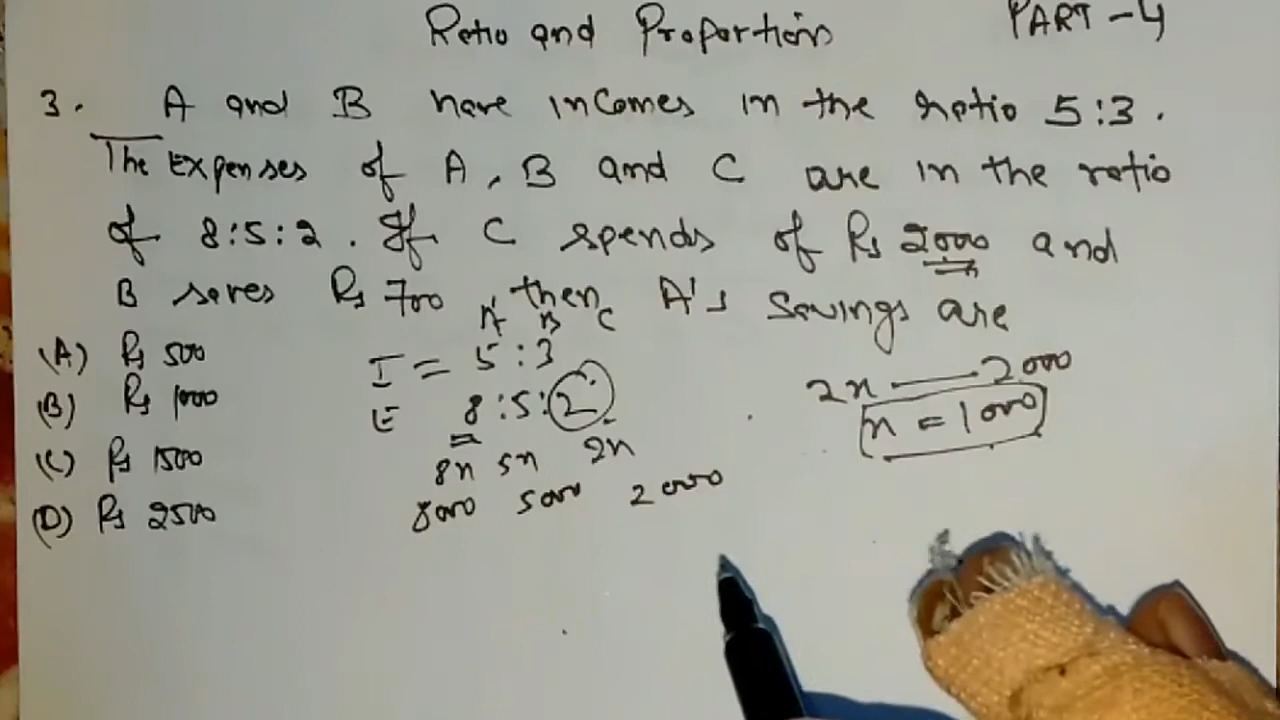 Ratio and Proportion PART-4
3. A and B have incomes in the ratio 5:3.
The Expenses of A, B and C are in the ratio
of 8:5:2. If C spends of Rs 2000 and
B saves Rs 700, then A's savings are
A B C
(A) Rs 500
I = 5:3
2x — 2000
(B) Rs 1000
E 8:5:2
x = 1000
(C) Rs 1500
8x 5x 2x
(D) Rs 2500
8000 5000 2000